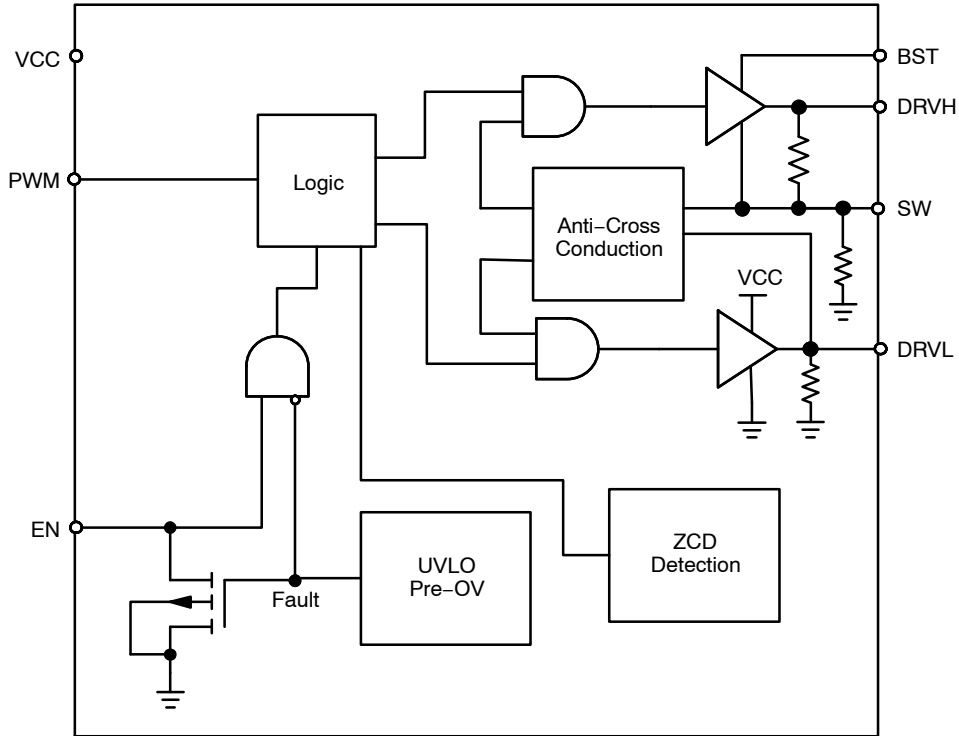 VCC
BST
DRVH
PWM
Logic
SW
Anti−Cross
Conduction
VCC
DRVL
EN
UVLO
Pre−OV
ZCD
Detection
Fault